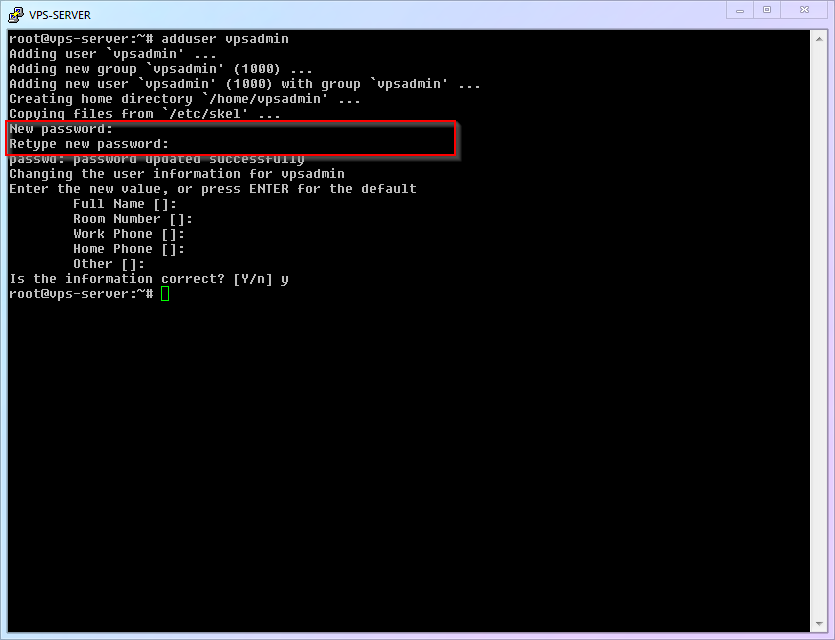 VPS-SERVER
root@vps-server:~# adduser vpsadmin
Adding user `vpsadmin' ...
Adding new group `vpsadmin' (1000) ...
Adding new user `vpsadmin' (1000) with group `vpsadmin' ...
Creating home directory `/home/vpsadmin' ...
Copying files from `/etc/skel' ...
New password:
Retype new password:
passwd: password updated successfully
Changing the user information for vpsadmin
Enter the new value, or press ENTER for the default
Full Name []:
Room Number []:
Work Phone []:
Home Phone []:
Other []:
Is the information correct? [Y/n] y
root@vps-server:~#